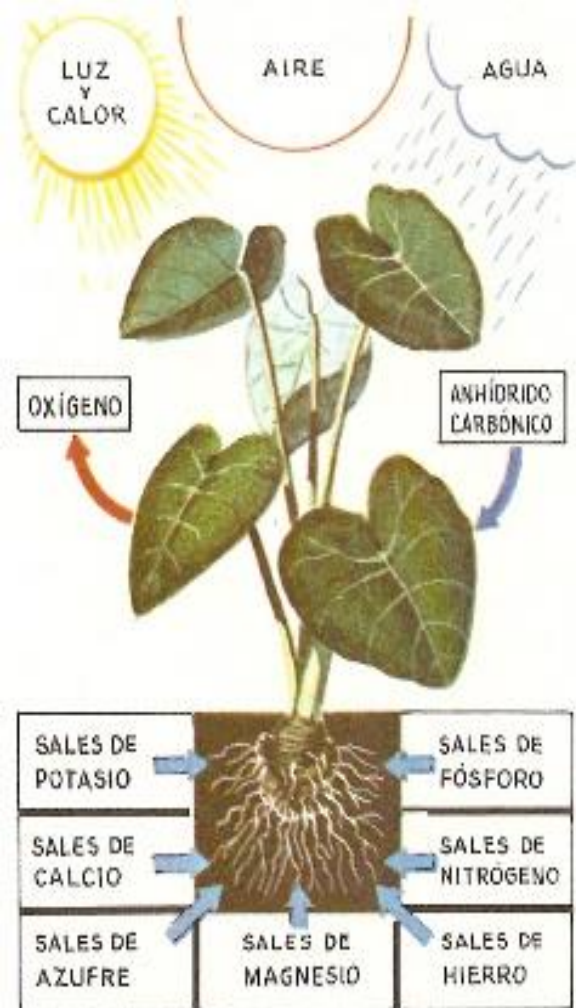 LUZ
Y
CALOR
AIRE
AGUA
OXÍGENO
ANHÍDRIDO
CARBÓNICO
SALES DE
POTASIO
SALES DE
FÓSFORO
SALES DE
CALCIO
SALES DE
NITRÓGENO
SALES DE
AZUFRE
SALES DE
MAGNESIO
SALES DE
HIERRO